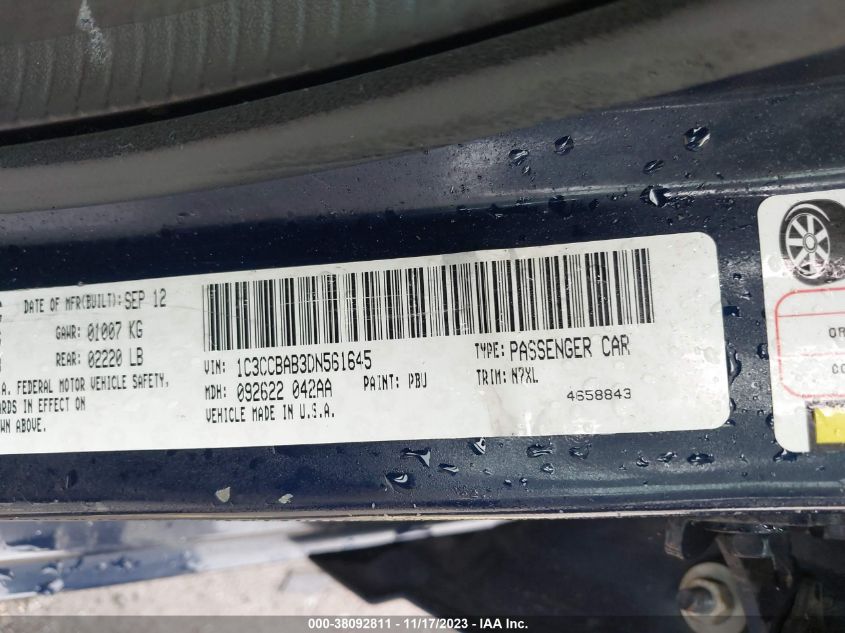 DATE OF MFR(BUILT): SEP 12
GAWR: 01007 KG
REAR: 02220 LB
A. FEDERAL MOTOR VEHICLE SAFETY,
ARDS IN EFFECT ON
WN ABOVE.
VIN: 1C3CCBAB3DN561645
TYPE: PASSENGER CAR
MDH: 092622 042AA
PAINT: PBU
TRIM: N7XL
VEHICLE MADE IN U.S.A.
4658843
OR
CO
000-38092811 - 11/17/2023 - IAA Inc.